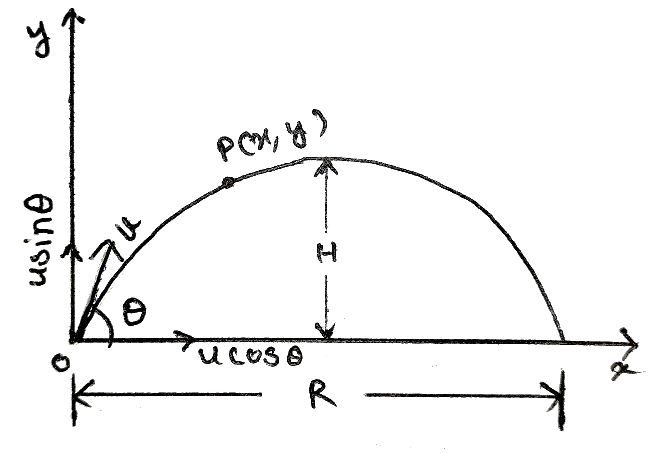 y
P(x, y)
u sinθ
u
H
θ
O
u cosθ
x
R